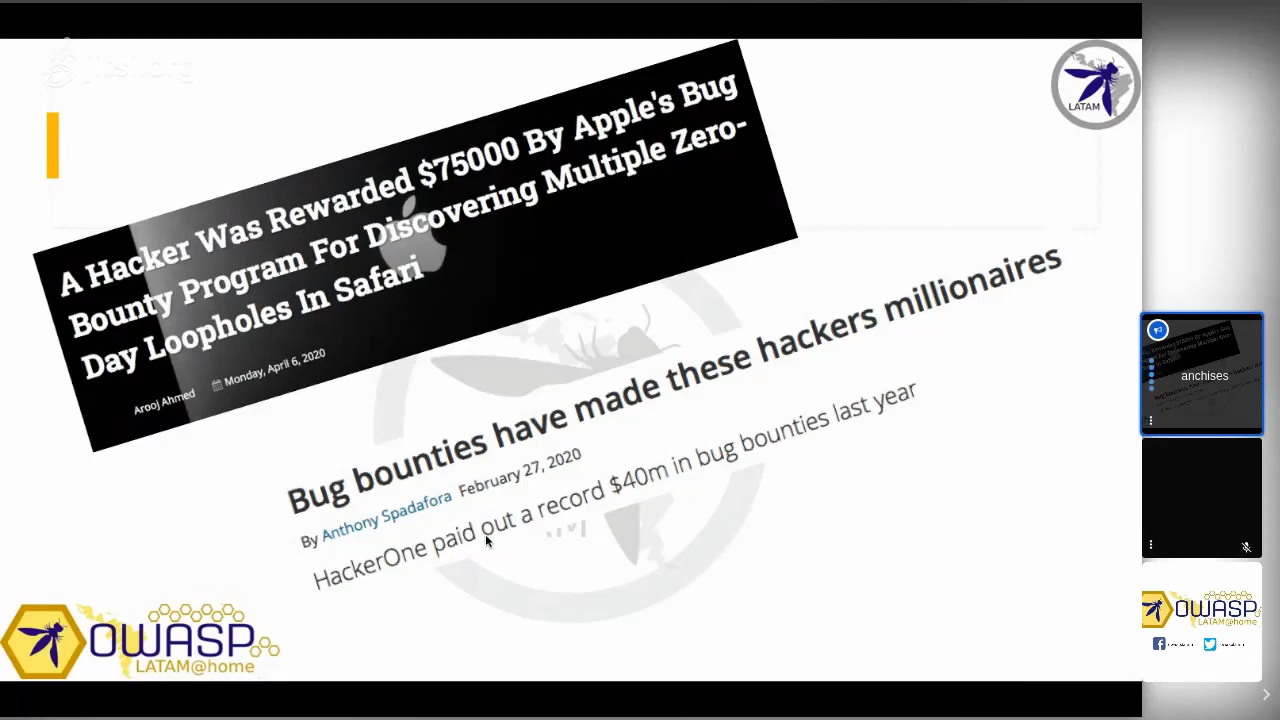 jitsi.org
LATAM
A Hacker Was Rewarded $75000 By Apple's Bug
Bounty Program For Discovering Multiple Zero-
Day Loopholes In Safari
Arooj Ahmed Monday, April 6, 2020
Bug bounties have made these hackers millionaires
By Anthony Spadafora February 27, 2020
HackerOne paid out a record $40m in bug bounties last year
OWASP
LATAM@home
anchises
OWASP
LATAM@home